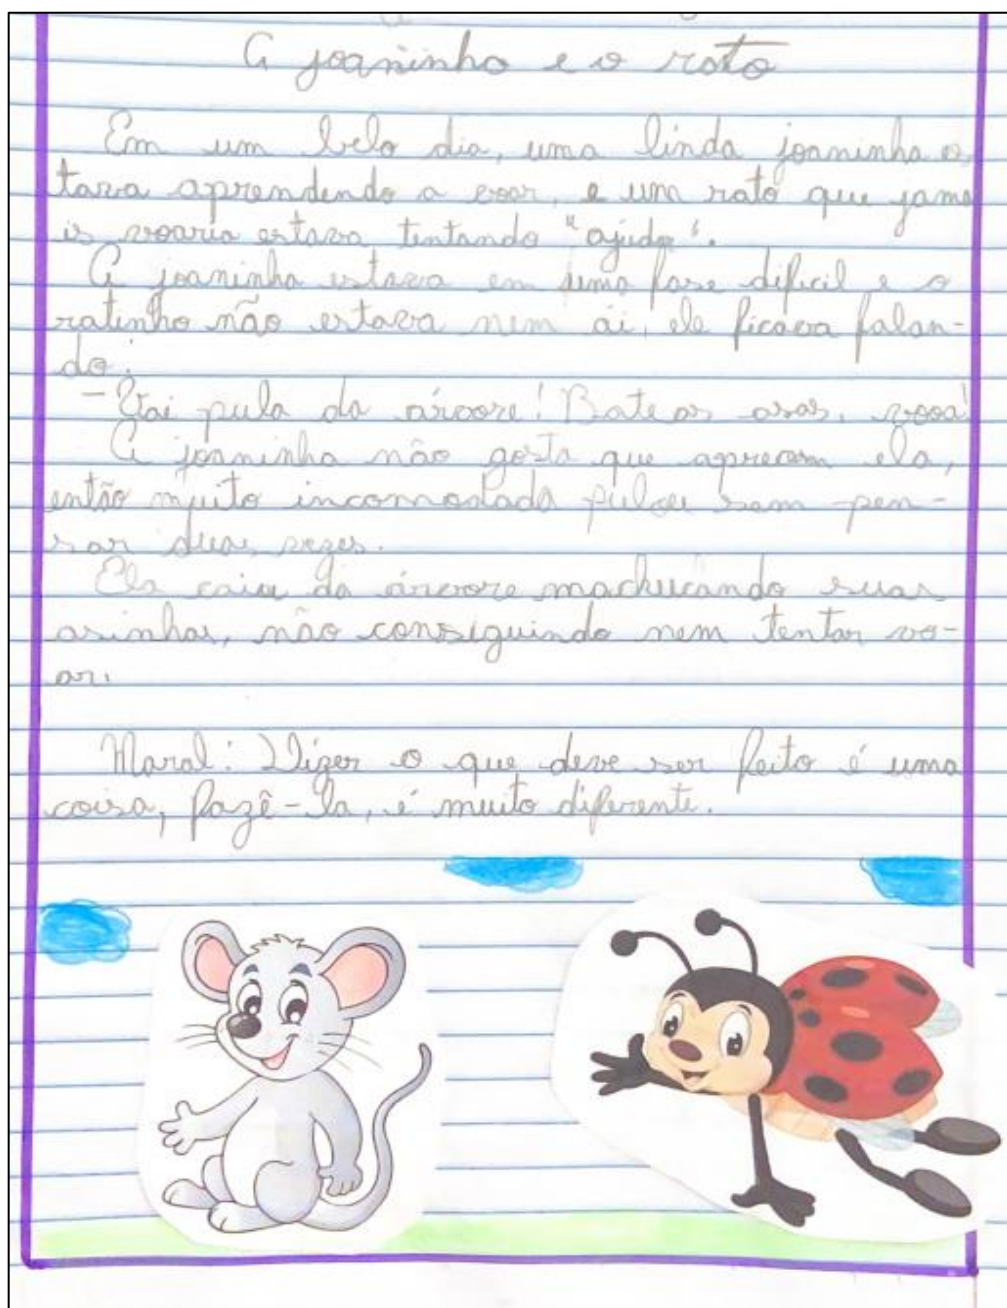 A joaninha e o rato
Em um belo dia, uma linda joaninha es
tava aprendendo a voar, e um rato que jama
is voaria estava tentando "ajuda".
A joaninha estava em uma fase dificil e o
ratinho não estava nem ai, ele ficava falan-
do:
-Vai pula da árvore! Bate as asas, vooa!
A joaninha não gosta que apressem ela,
então muito incomodada pulou sem pen-
sar duas vezes.
Ela caiu da árvore machucando suas
asinhas, não conseguindo nem tentar vo-
ar.
Moral: Dizer o que deve ser feito é uma
coisa, fazê-la, é muito diferente.